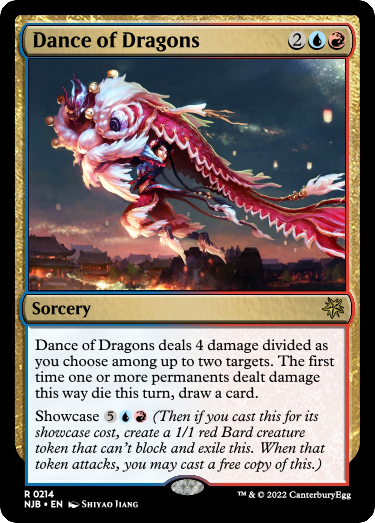 Dance of Dragons 2
Sorcery
Dance of Dragons deals 4 damage divided as
you choose among up to two targets. The first
time one or more permanents dealt damage
this way die this turn, draw a card.
Showcase 5 (Then if you cast this for its
showcase cost, create a 1/1 red Bard creature
token that can't block and exile this. When that
token attacks, you may cast a free copy of this.)
R 0214
NJB • EN Shiyao Jiang
™ & © 2022 CanterburyEgg